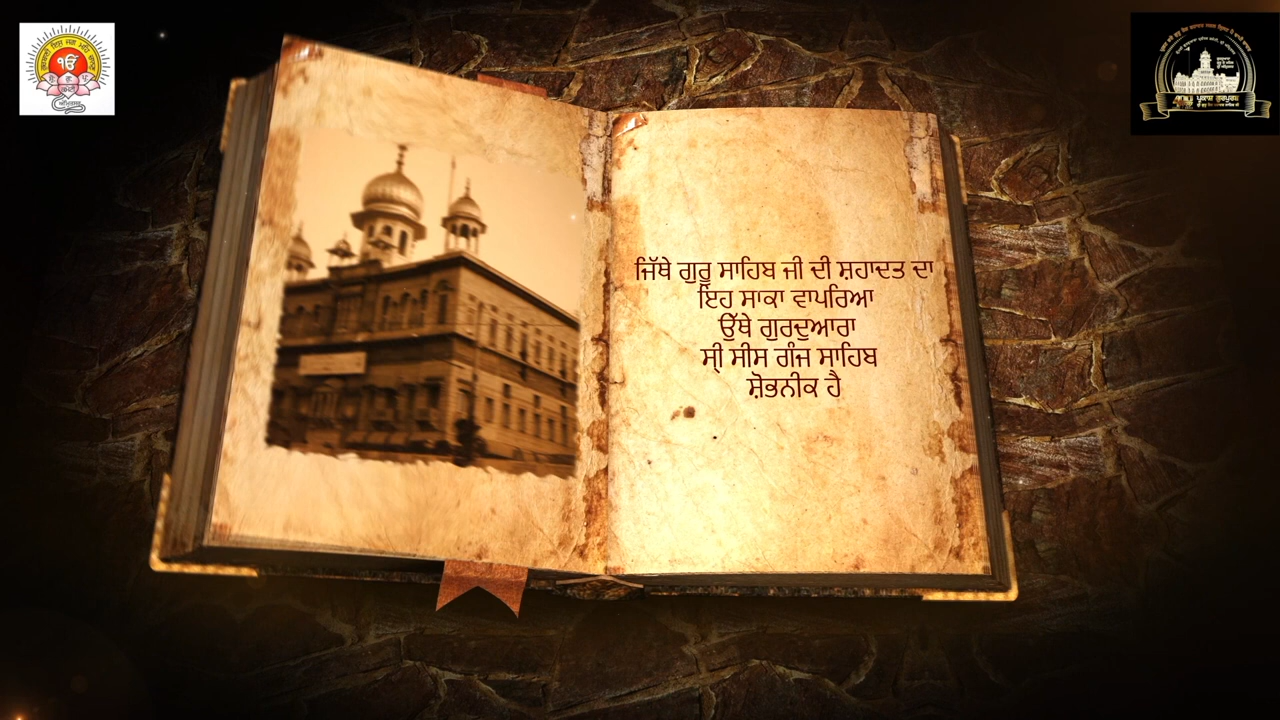 ਜਿੱਥੇ ਗੁਰੂ ਸਾਹਿਬ ਜੀ ਦੀ ਸ਼ਹਾਦਤ ਦਾ
ਇਹ ਸਾਕਾ ਵਾਪਰਿਆ
ਉੱਥੇ ਗੁਰਦੁਆਰਾ
ਸ੍ਰੀ ਸੀਸ ਗੰਜ ਸਾਹਿਬ
ਸ਼ੋਭਨੀਕ ਹੈ